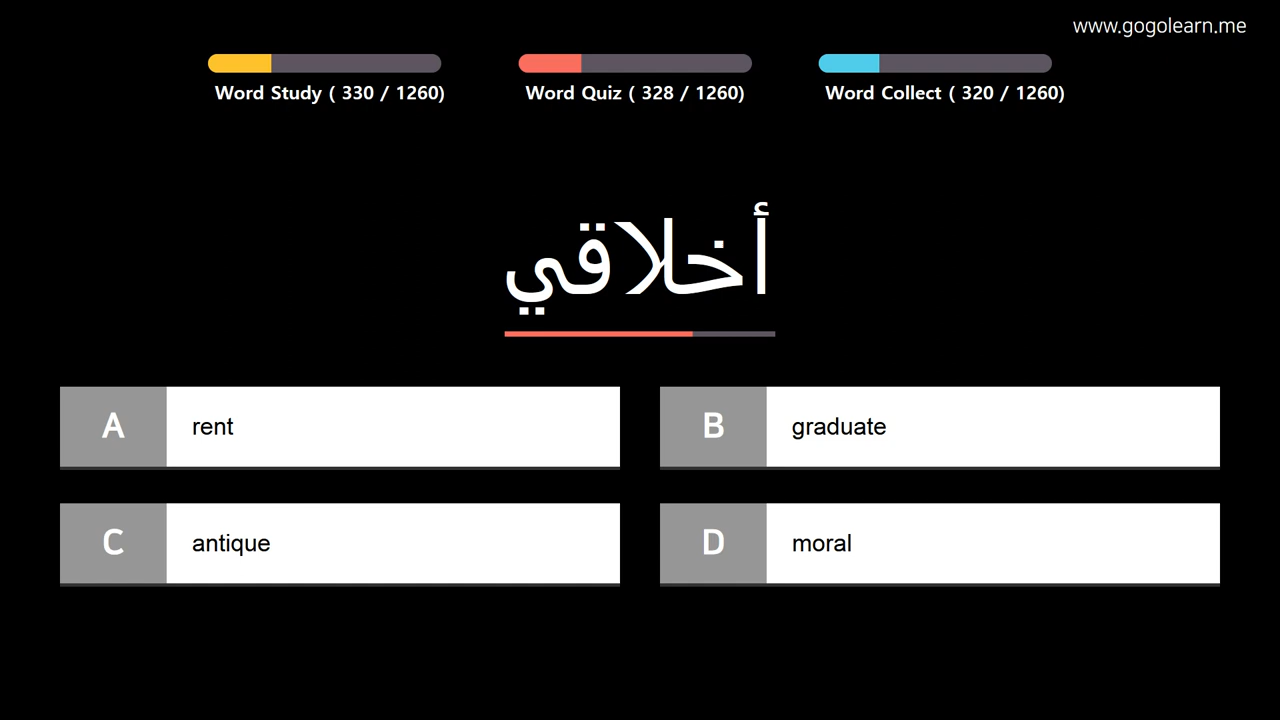 www.gogolearn.me
Word Study ( 330 / 1260)
Word Quiz ( 328 / 1260)
Word Collect ( 320 / 1260)
أخلاقي
A rent
B graduate
C antique
D moral